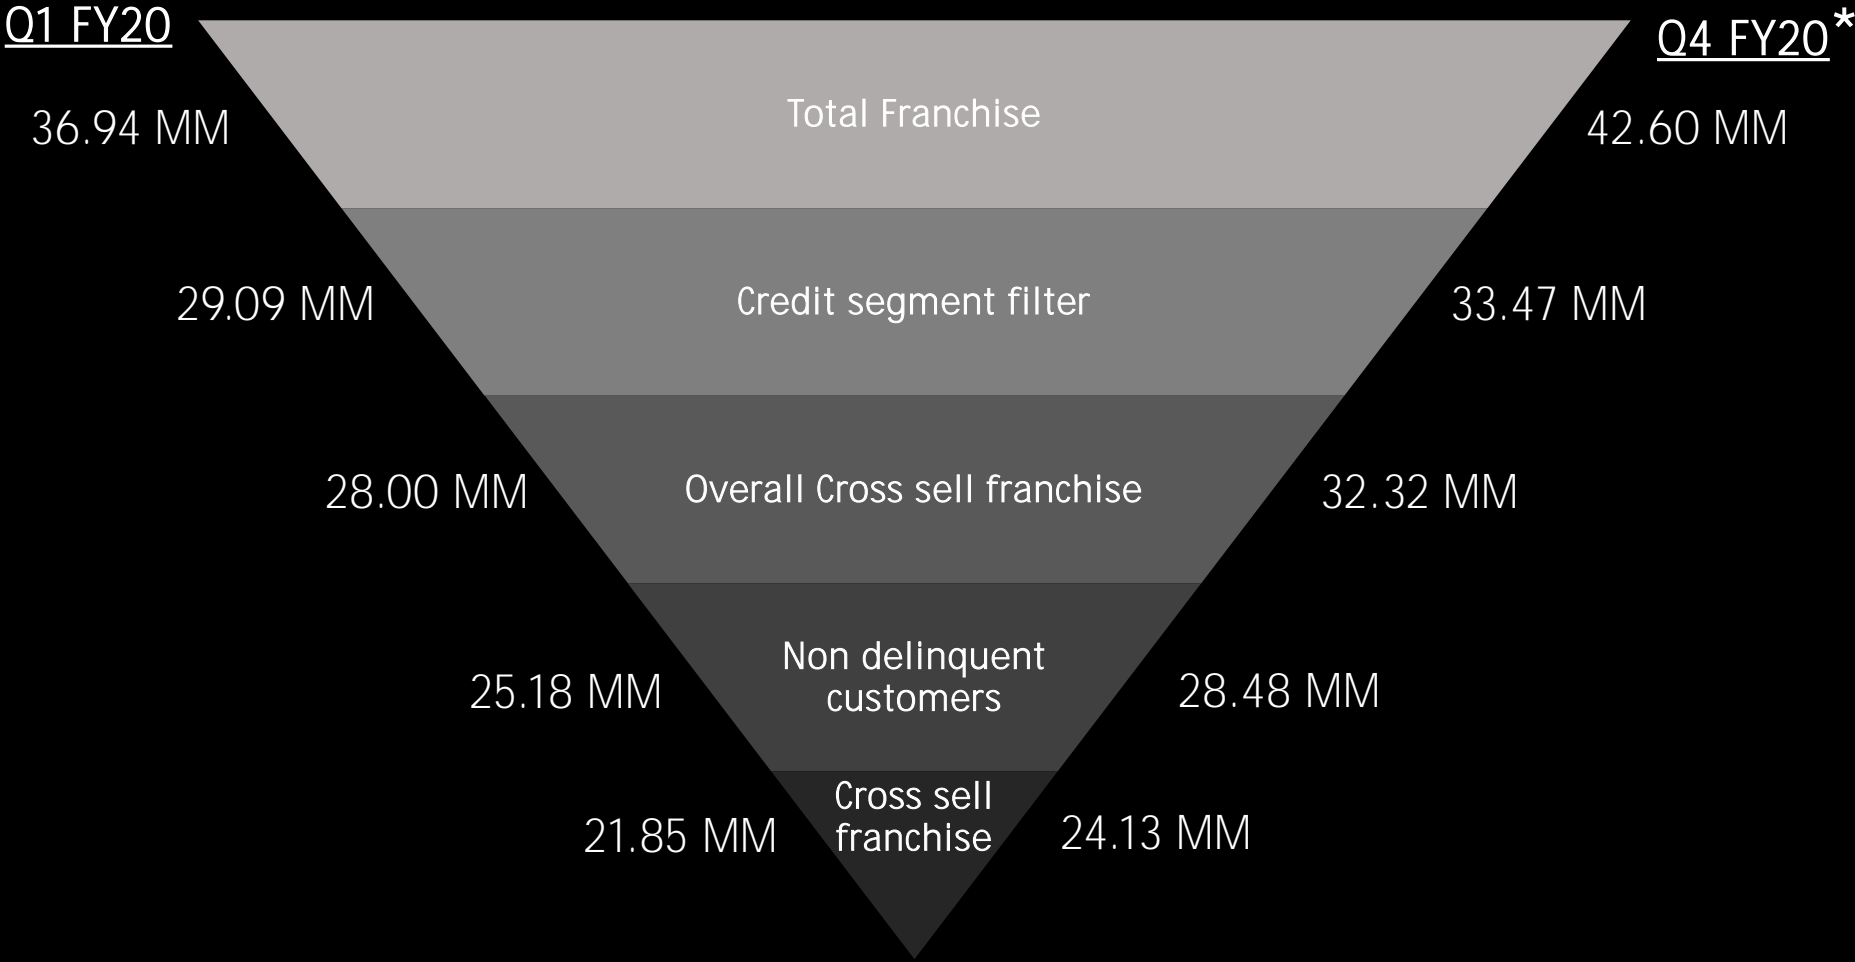 Q1 FY20
Q4 FY20*
36.94 MM
Total Franchise
42.60 MM
29.09 MM
Credit segment filter
33.47 MM
28.00 MM
Overall Cross sell franchise
32.32 MM
25.18 MM
Non delinquent
customers
28.48 MM
21.85 MM
Cross sell
franchise
24.13 MM